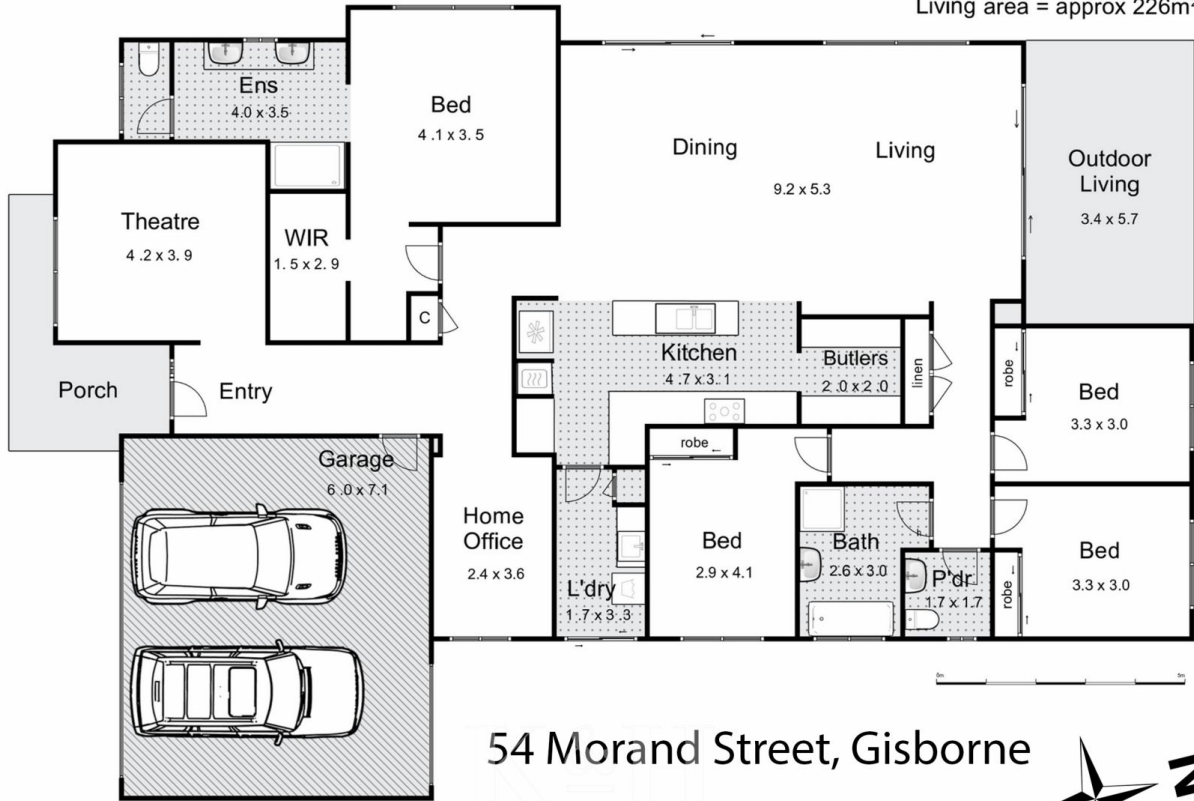 Living area = approx 226m²
Ens
4.0 x 3.5
Bed
4.1 x 3.5
Dining
Living
9.2 x 5.3
Outdoor
Living
3.4 x 5.7
Theatre
4.2 x 3.9
WIR
1.5 x 2.9
C
Porch
Entry
Kitchen
4.7 x 3.1
Butlers
2.0 x 2.0
linen
robe
Bed
3.3 x 3.0
Garage
6.0 x 7.1
robe
Home
Office
2.4 x 3.6
L'dry
1.7 x 3.3
Bed
2.9 x 4.1
Bath
2.6 x 3.0
P'dr
1.7 x 1.7
robe
Bed
3.3 x 3.0
0m
5m
54 Morand Street, Gisborne
N